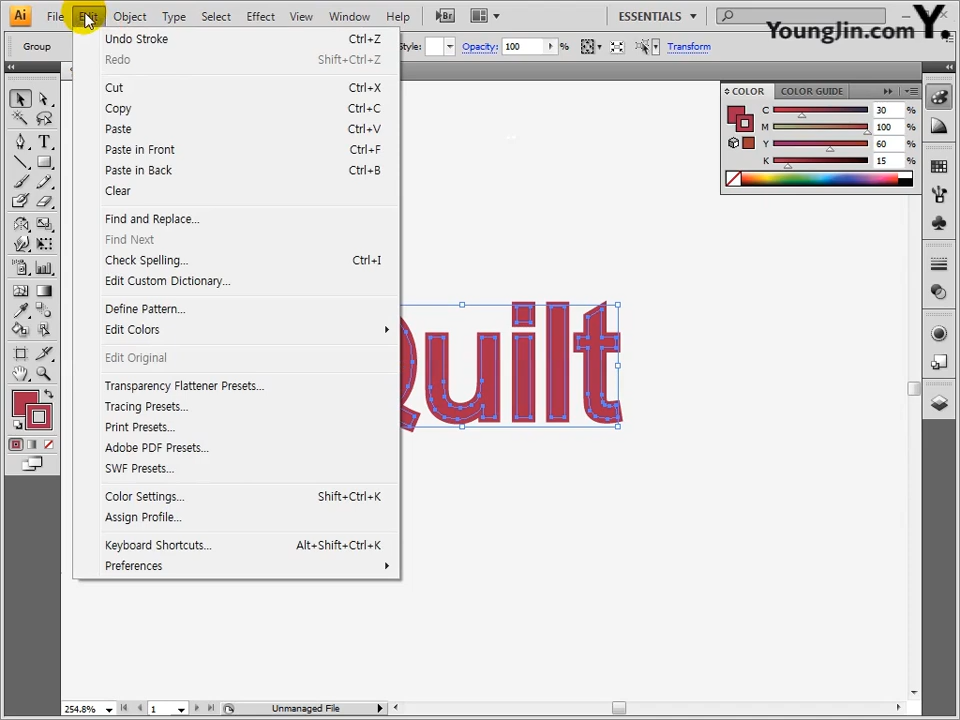 Ai File Edit Object Type Select Effect View Window Help Br ESSENTIALS
YoungJin.com Y.
Group Style: Opacity: 100 % Transform
Undo Stroke Ctrl+Z
Redo Shift+Ctrl+Z
Cut Ctrl+X
Copy Ctrl+C
Paste Ctrl+V
Paste in Front Ctrl+F
Paste in Back Ctrl+B
Clear
Find and Replace...
Find Next
Check Spelling... Ctrl+I
Edit Custom Dictionary...
Define Pattern...
Edit Colors
Edit Original
Transparency Flattener Presets...
Tracing Presets...
Print Presets...
Adobe PDF Presets...
SWF Presets...
Color Settings... Shift+Ctrl+K
Assign Profile...
Keyboard Shortcuts... Alt+Shift+Ctrl+K
Preferences
COLOR COLOR GUIDE
C 30 %
M 100 %
Y 60 %
K 15 %
Quilt
254.8% 1 Unmanaged File